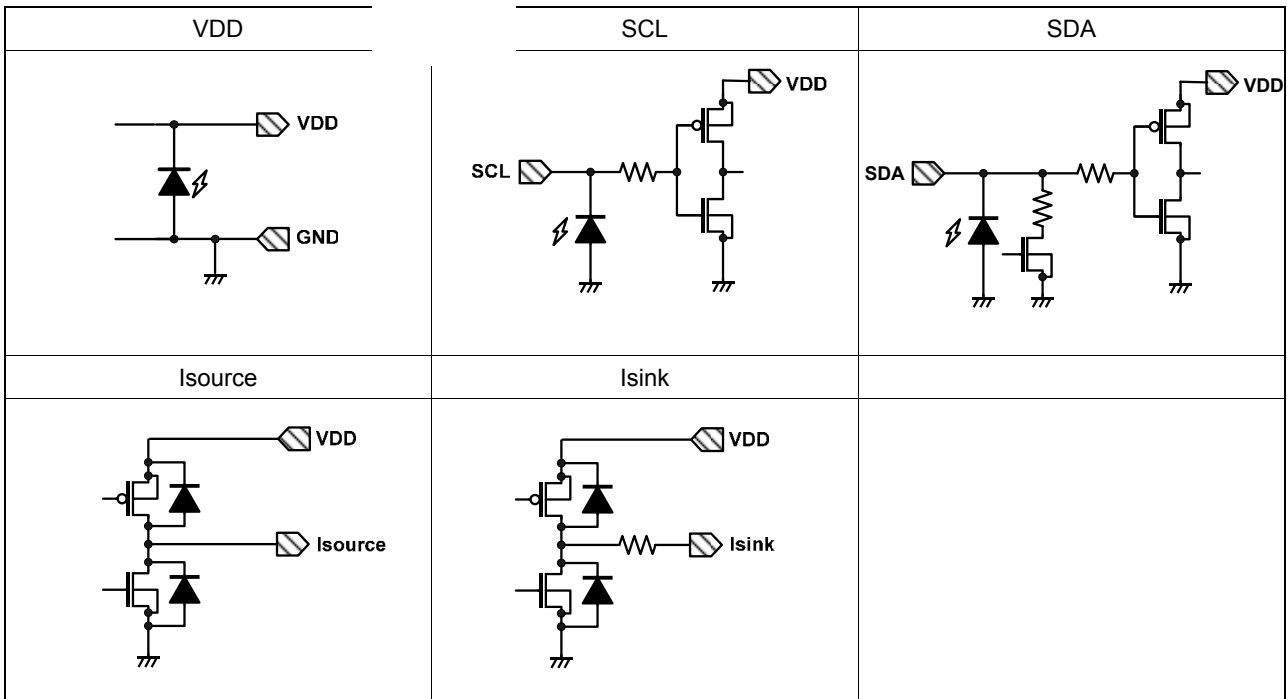 VDD
SCL
SDA
VDD
GND
SCL
VDD
SDA
VDD
Isource
Isink
VDD
Isource
VDD
Isink